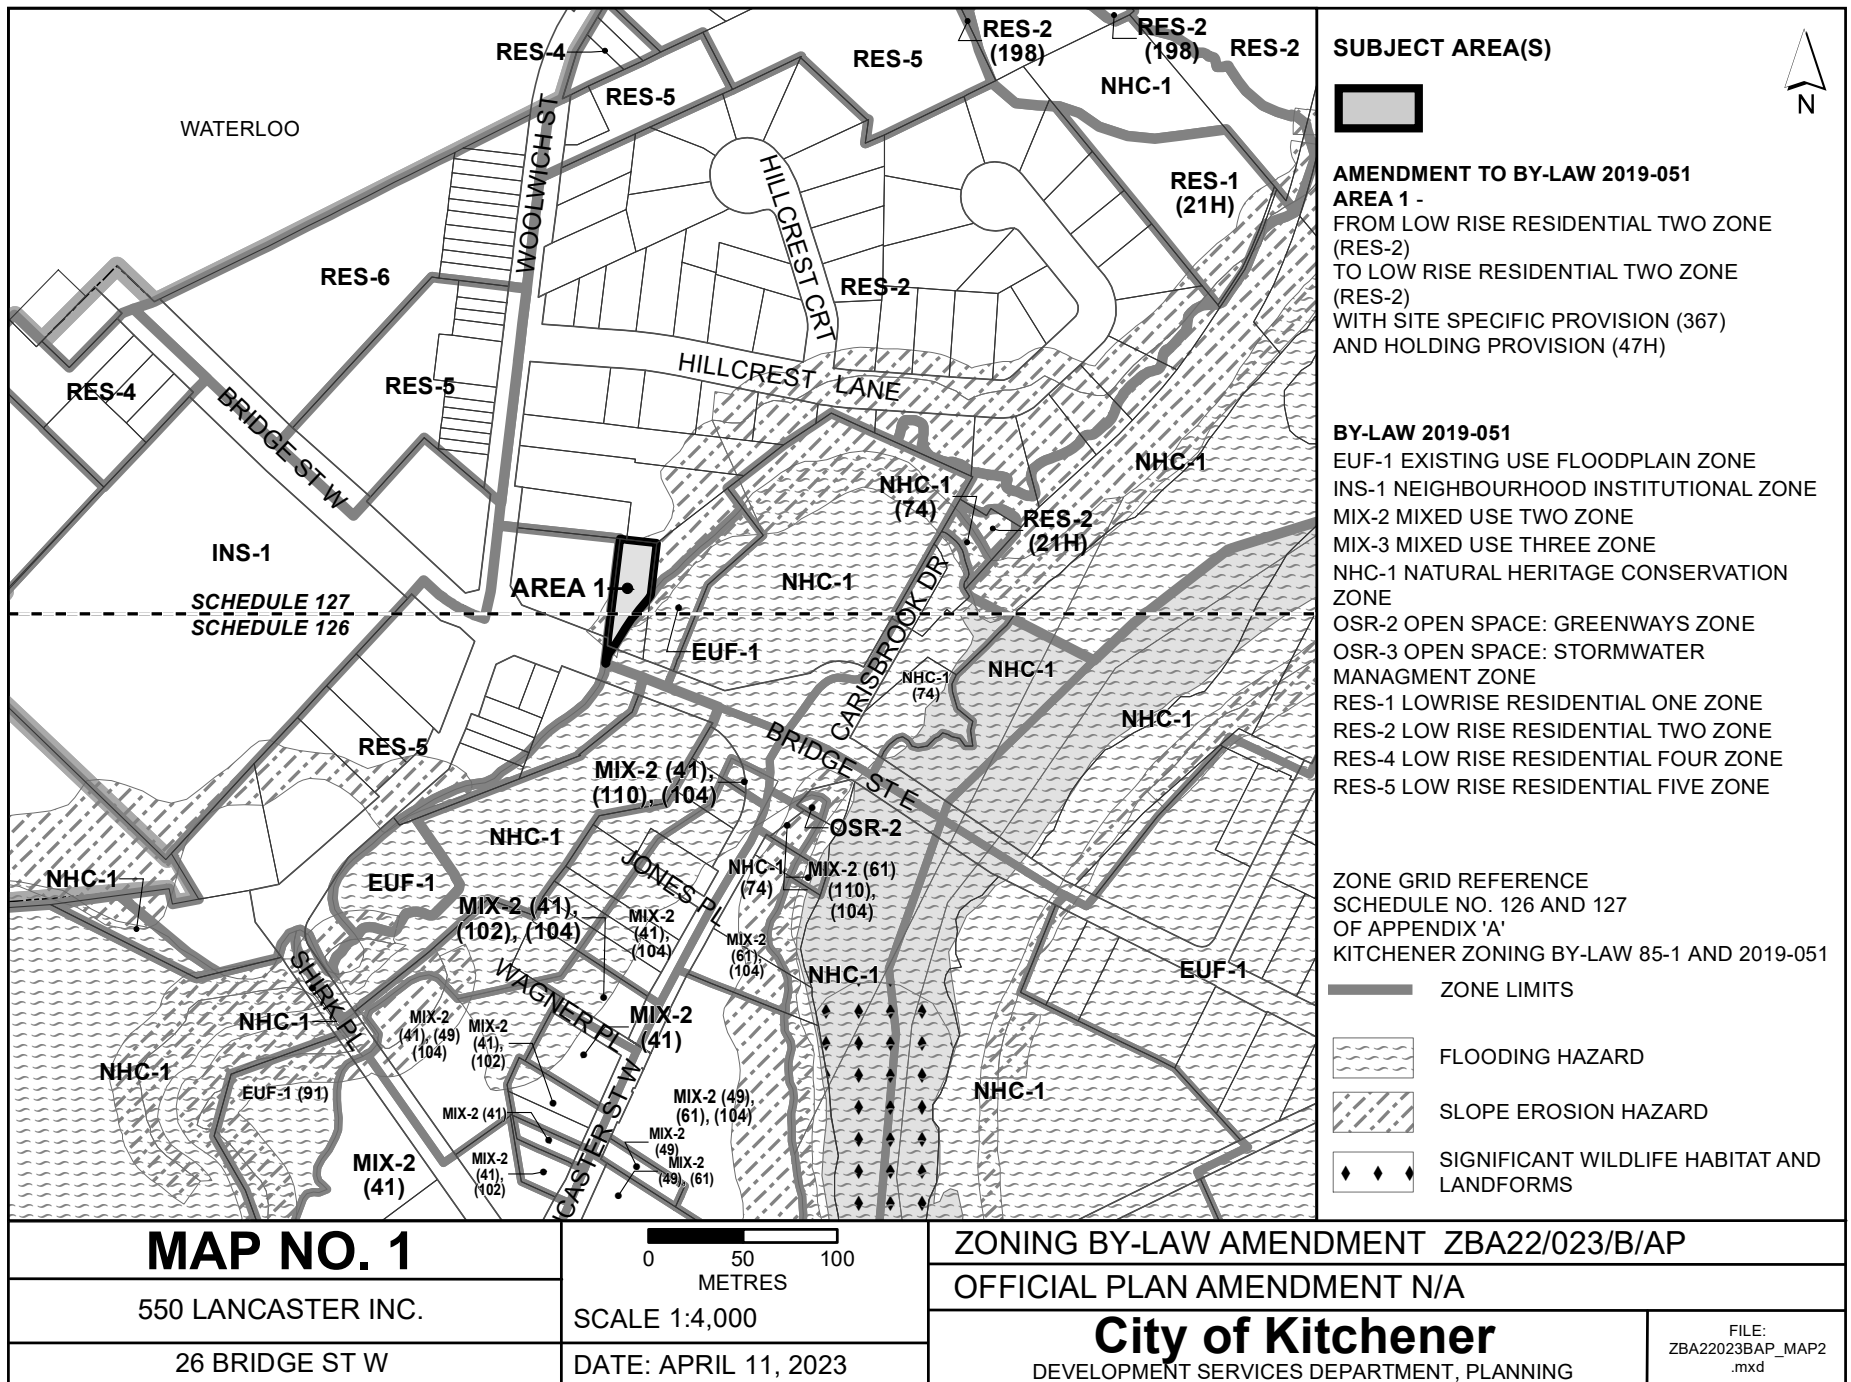 RES-4
RES-2
(198)
RES-2
(198)
RES-2
RES-5
RES-5
NHC-1
WATERLOO
WOOLWICH ST
HILLCREST CRT
RES-1
(21H)
RES-6
RES-2
HILLCREST LANE
RES-4
RES-5
BRIDGE ST W
NHC-1
NHC-1
(74)
RES-2
(21H)
INS-1
AREA 1
NHC-1
SCHEDULE 127
SCHEDULE 126
CARISBROOK DR
EUF-1
NHC-1
NHC-1
(74)
NHC-1
RES-5
BRIDGE ST E
MIX-2 (41),
(110), (104)
NHC-1
OSR-2
JONES PL
NHC-1
EUF-1
NHC-1
(74)
MIX-2 (61)
(110),
(104)
MIX-2 (41),
(102), (104)
MIX-2
(41),
(104)
MIX-2
(61),
(104)
SHIRK PL
WAGNER PL
NHC-1
EUF-1
NHC-1
MIX-2
(41), (49)
(104)
MIX-2
(41),
(102)
MIX-2
(41)
NHC-1
EUF-1 (91)
MIX-2 (41)
MIX-2 (49),
(61), (104)
NHC-1
MIX-2
(49)
MIX-2
(41)
MIX-2
(41),
(102)
MIX-2
(49), (61)
NCASTER ST W
SUBJECT AREA(S)
N
AMENDMENT TO BY-LAW 2019-051
AREA 1 -
FROM LOW RISE RESIDENTIAL TWO ZONE
(RES-2)
TO LOW RISE RESIDENTIAL TWO ZONE
(RES-2)
WITH SITE SPECIFIC PROVISION (367)
AND HOLDING PROVISION (47H)
BY-LAW 2019-051
EUF-1 EXISTING USE FLOODPLAIN ZONE
INS-1 NEIGHBOURHOOD INSTITUTIONAL ZONE
MIX-2 MIXED USE TWO ZONE
MIX-3 MIXED USE THREE ZONE
NHC-1 NATURAL HERITAGE CONSERVATION
ZONE
OSR-2 OPEN SPACE: GREENWAYS ZONE
OSR-3 OPEN SPACE: STORMWATER
MANAGMENT ZONE
RES-1 LOWRISE RESIDENTIAL ONE ZONE
RES-2 LOW RISE RESIDENTIAL TWO ZONE
RES-4 LOW RISE RESIDENTIAL FOUR ZONE
RES-5 LOW RISE RESIDENTIAL FIVE ZONE
ZONE GRID REFERENCE
SCHEDULE NO. 126 AND 127
OF APPENDIX 'A'
KITCHENER ZONING BY-LAW 85-1 AND 2019-051
ZONE LIMITS
FLOODING HAZARD
SLOPE EROSION HAZARD
SIGNIFICANT WILDLIFE HABITAT AND
LANDFORMS
MAP NO. 1
550 LANCASTER INC.
26 BRIDGE ST W
0 50 100
METRES
SCALE 1:4,000
DATE: APRIL 11, 2023
ZONING BY-LAW AMENDMENT ZBA22/023/B/AP
OFFICIAL PLAN AMENDMENT N/A
City of Kitchener
DEVELOPMENT SERVICES DEPARTMENT, PLANNING
FILE:
ZBA22023BAP_MAP2
.mxd